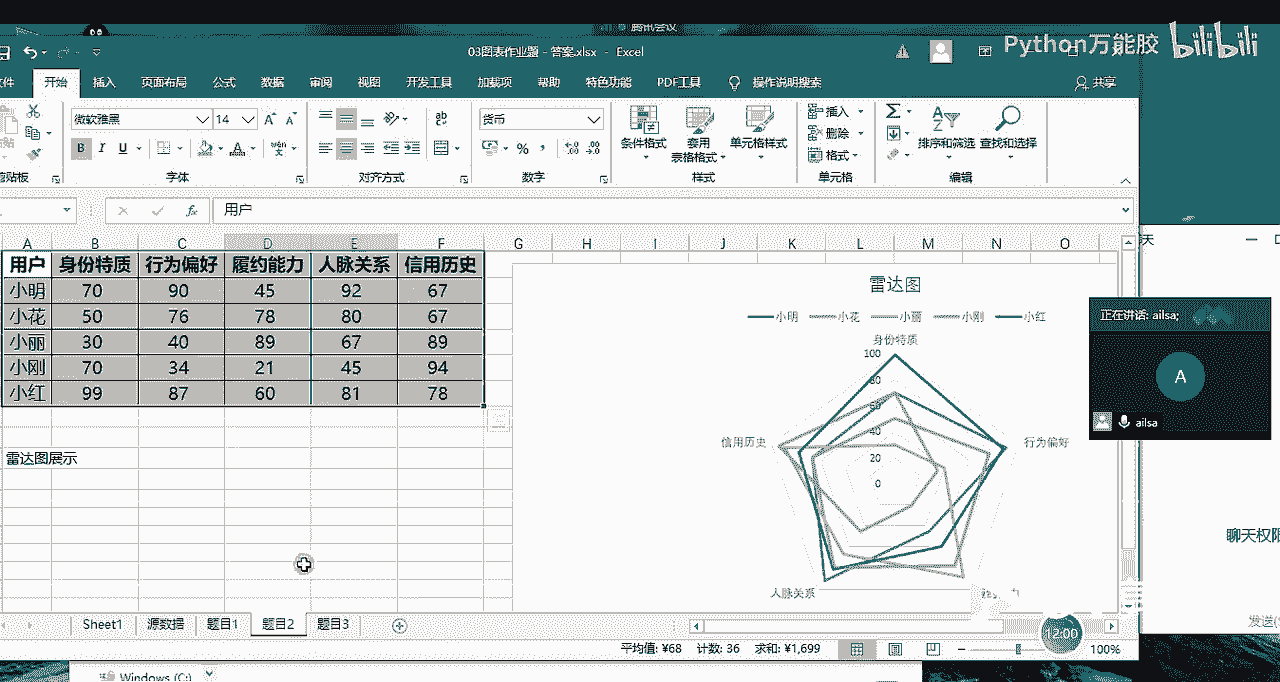 腾讯会议
03图表作业题 - 答案.xlsx - Excel
Python万能胶 bilibili
件 开始 插入 页面布局 公式 数据 审阅 视图 开发工具 加载项 帮助 特色功能 PDF工具 操作说明搜索 共享
微软雅黑 14 货币 插入
条件格式 套用 单元格样式 删除 排序和筛选 查找和选择
B I U % 表格格式 格式
剪贴板 字体 对齐方式 数字 样式 单元格 编辑
fx 用户
A B C D E F G H I J K L M N O
用户 身份特质 行为偏好 履约能力 人脉关系 信用历史
小明 70 90 45 92 67
小花 50 76 78 80 67
小丽 30 40 89 67 89
小刚 70 34 21 45 94
小红 99 87 60 81 78
雷达图展示
雷达图
小明 小花 小丽 小刚 小红
身份特质
100
80
60
40
20
0
信用历史
行为偏好
人脉关系
天
正在讲话: ailsa;
A
ailsa
聊天权限
发送(
Sheet1 源数据 题目1 题目2 题目3
12:00
平均值: ¥68 计数: 36 求和: ¥1,699 100%
Windows (C:)